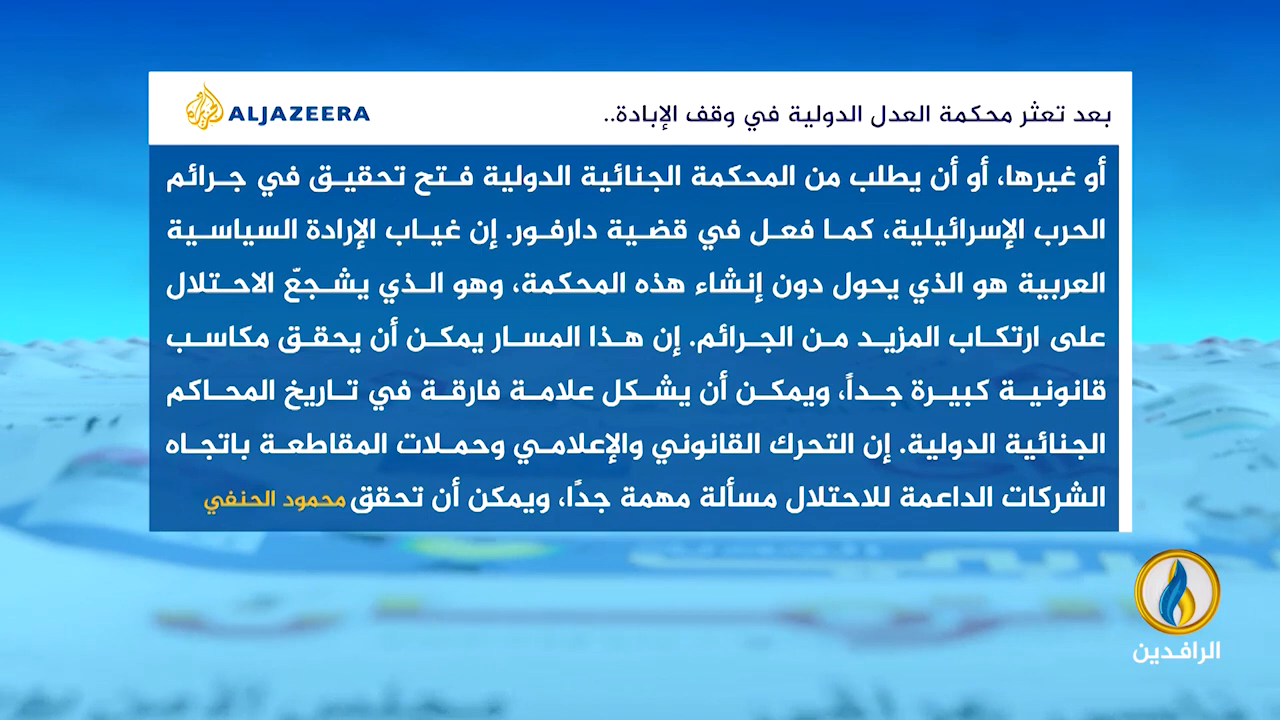 بعد تعثر محكمة العدل الدولية في وقف الإبادة..
ALJAZEERA
أو غيرها، أو أن يطلب من المحكمة الجنائية الدولية فتح تحقيق في جرائم
الحرب الإسرائيلية، كما فعل في قضية دارفور. إن غياب الإرادة السياسية
العربية هو الذي يحول دون إنشاء هذه المحكمة، وهو الذي يشجّع الاحتلال
على ارتكاب المزيد من الجرائم. إن هذا المسار يمكن أن يحقق مكاسب
قانونية كبيرة جداً، ويمكن أن يشكل علامة فارقة في تاريخ المحاكم
الجنائية الدولية. إن التحرك القانوني والإعلامي وحملات المقاطعة باتجاه
الشركات الداعمة للاحتلال مسألة مهمة جدًا، ويمكن أن تحقق محمود الحنفي
الرافدين